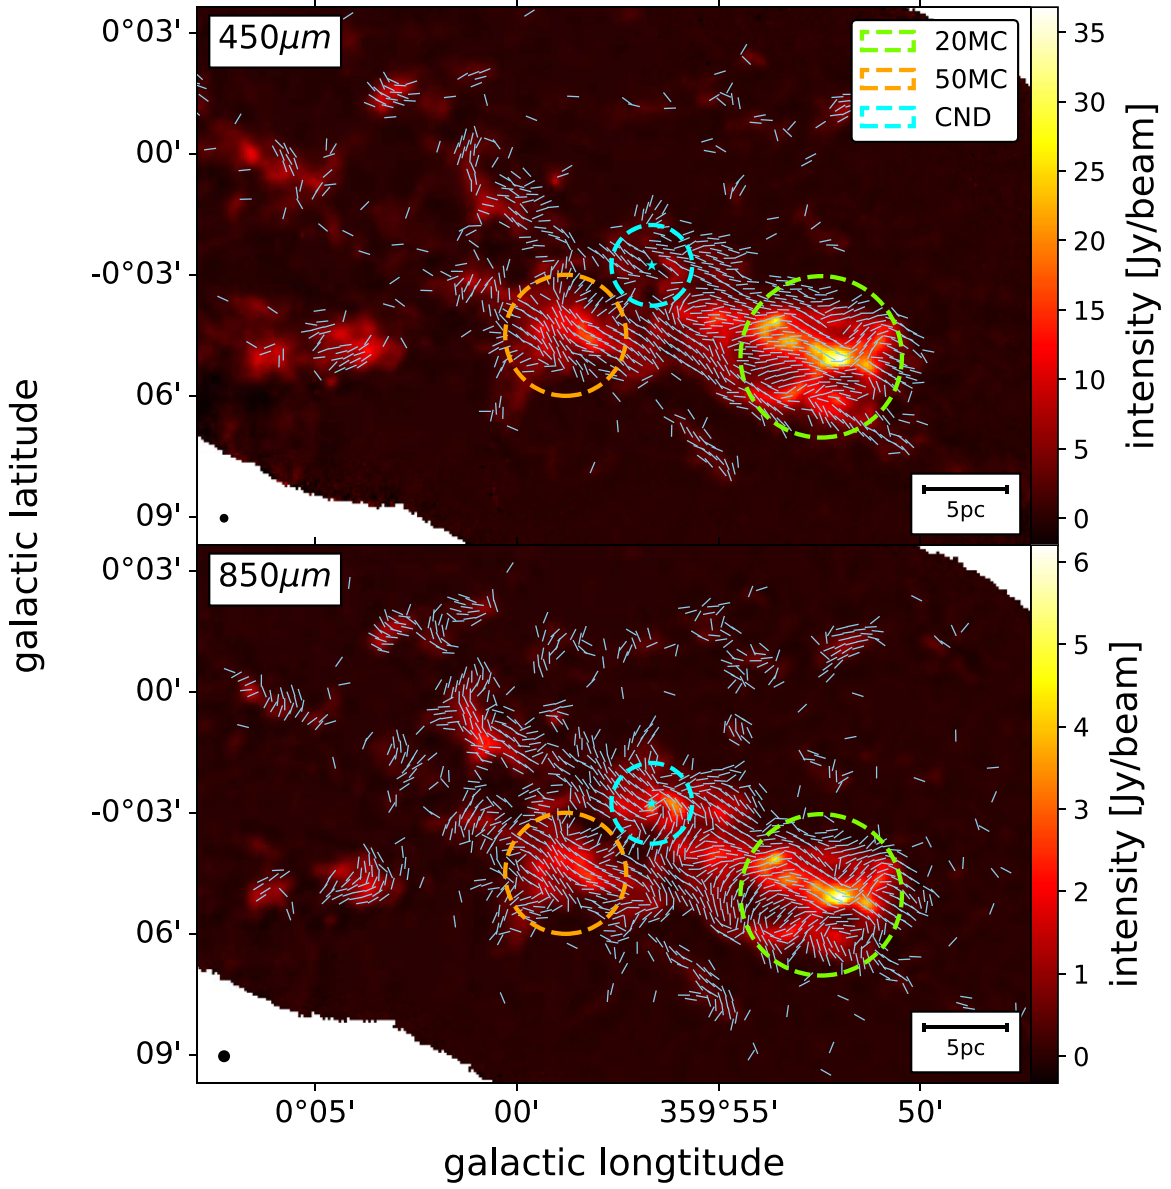 450μm
20MC
50MC
CND
0°03'
00'
-0°03'
06'
09'
5pc
35
30
25
20
15
10
5
0
intensity [Jy/beam]
galactic latitude
850μm
0°03'
00'
-0°03'
06'
09'
5pc
6
5
4
3
2
1
0
intensity [Jy/beam]
0°05'
00'
359°55'
50'
galactic longtitude